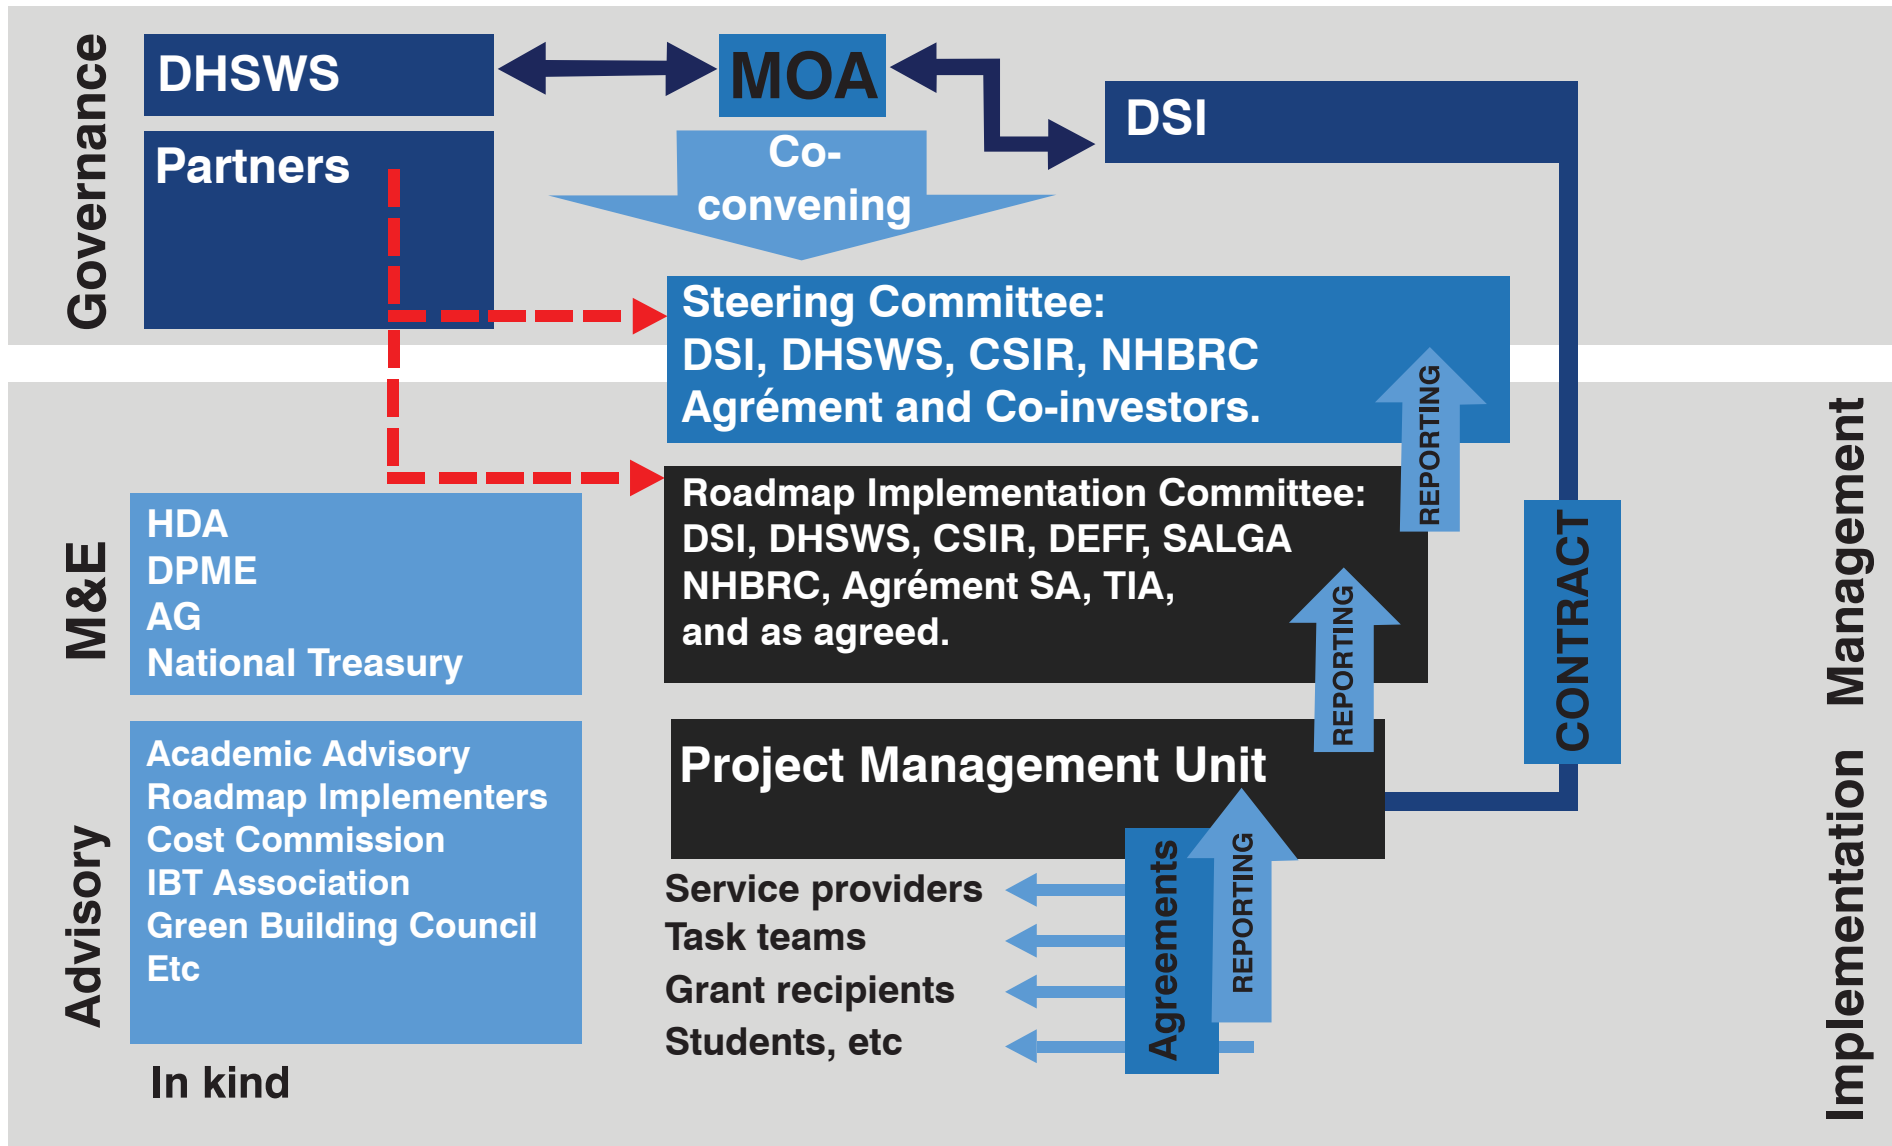 Governance
DHSWS
MOA
DSI
Partners
Co-
convening
Steering Committee:
DSI, DHSWS, CSIR, NHBRC
Agrément and Co-investors.
REPORTING
Roadmap Implementation Committee:
DSI, DHSWS, CSIR, DEFF, SALGA
NHBRC, Agrément SA, TIA,
and as agreed.
REPORTING
CONTRACT
Implementation Management
M&E
HDA
DPME
AG
National Treasury
Advisory
Academic Advisory
Roadmap Implementers
Cost Commission
IBT Association
Green Building Council
Etc
In kind
Project Management Unit
REPORTING
Agreements
Service providers
Task teams
Grant recipients
Students, etc